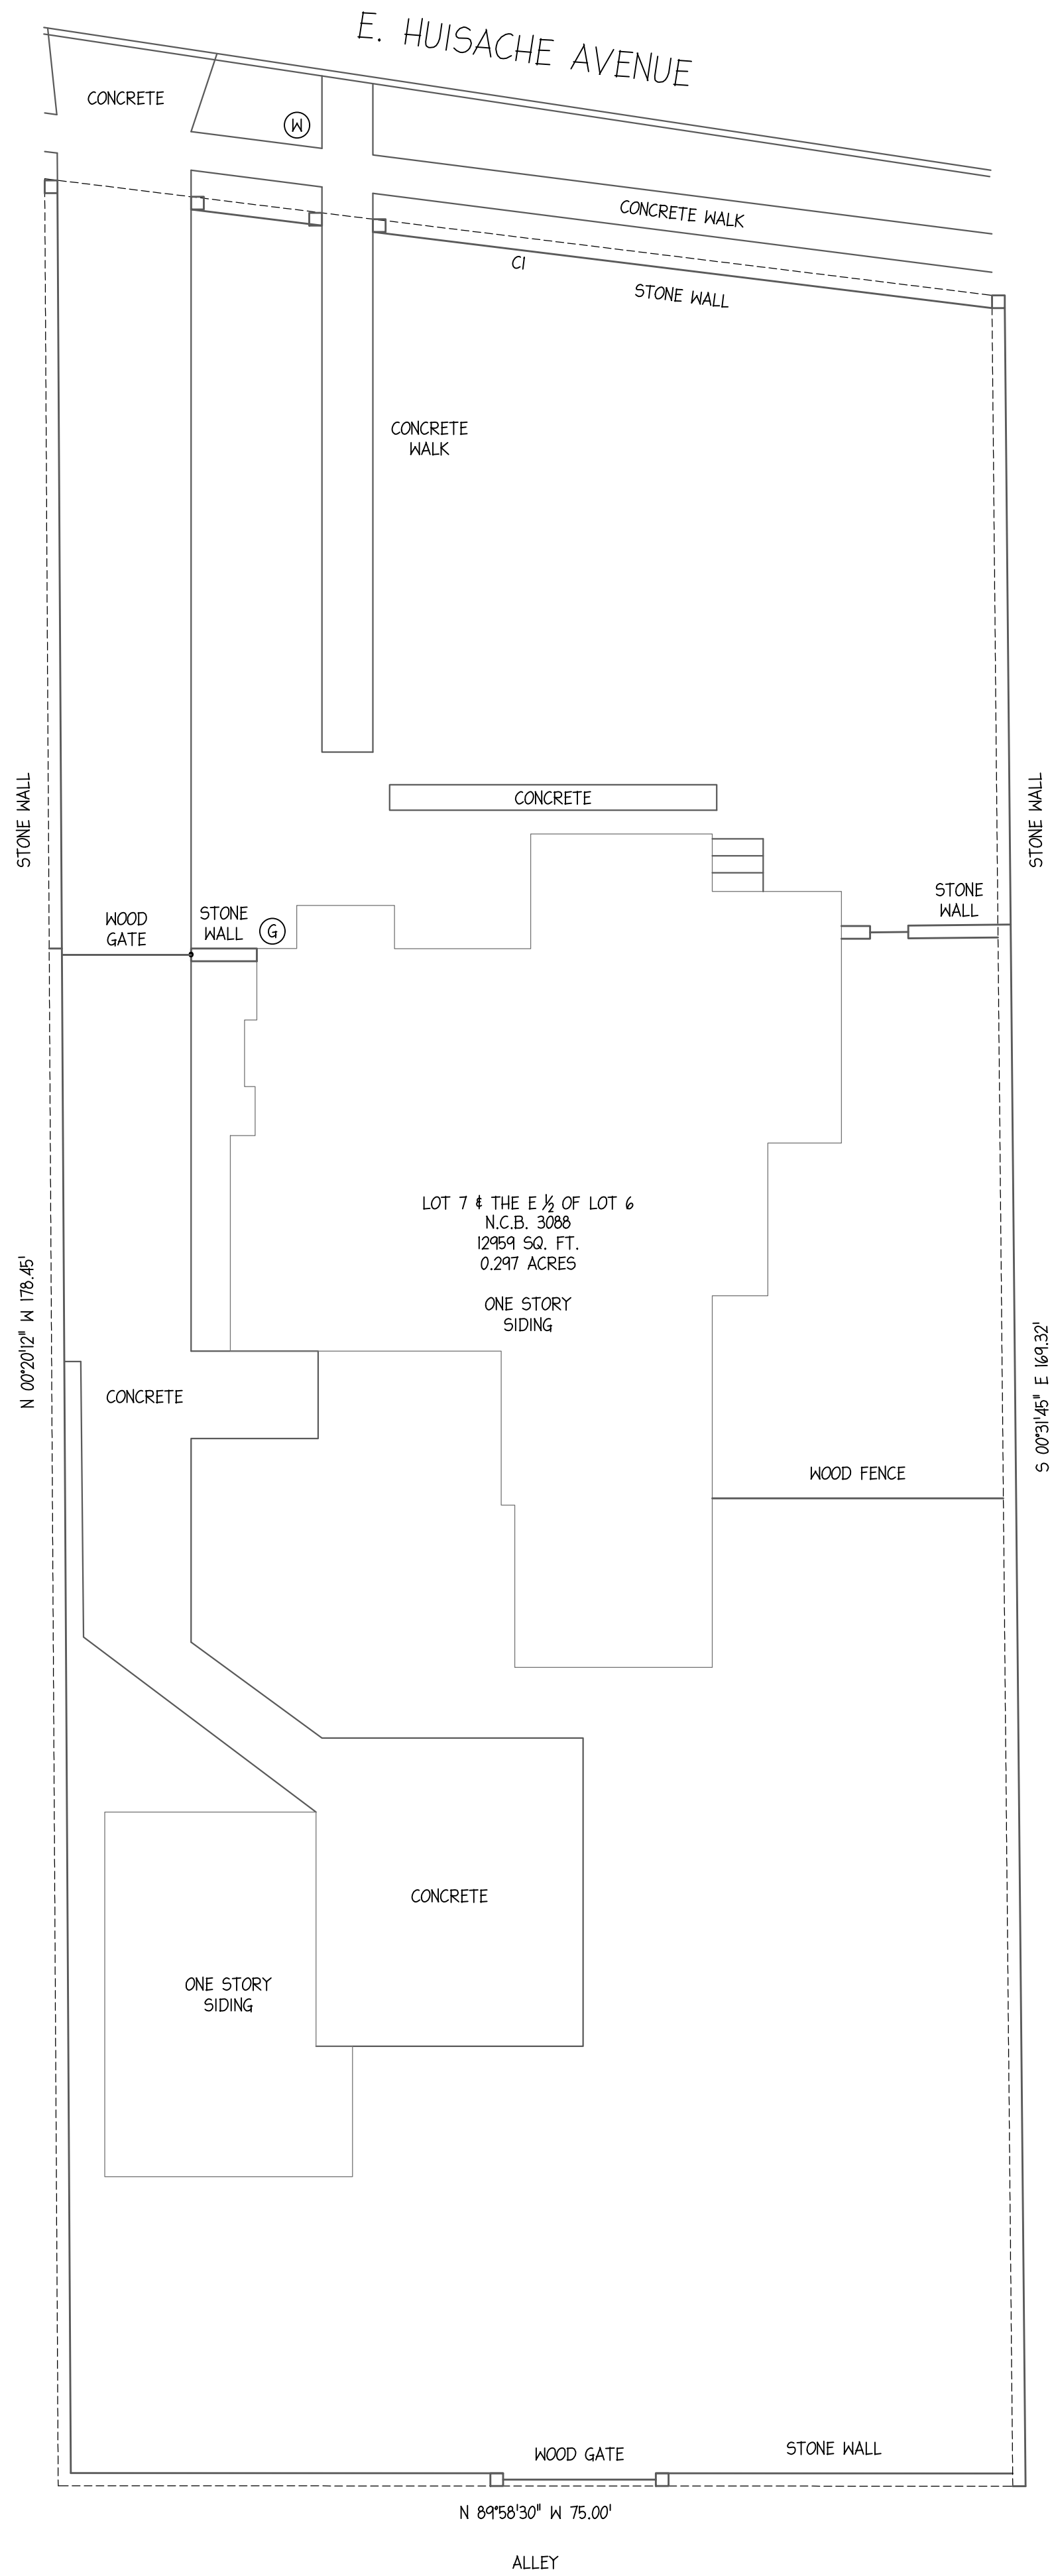 E. HUISACHE AVENUE
CONCRETE
W
CONCRETE WALK
C1
STONE WALL
CONCRETE
WALK
STONE WALL
CONCRETE
STONE WALL
WOOD
GATE
STONE
WALL
G
STONE
WALL
LOT 7 & THE E ½ OF LOT 6
N.C.B. 3088
12959 SQ. FT.
0.297 ACRES
ONE STORY
SIDING
N 00°20'12" W 178.45'
S 00°31'45" E 169.32'
CONCRETE
WOOD FENCE
CONCRETE
ONE STORY
SIDING
WOOD GATE
STONE WALL
N 89°58'30" W 75.00'
ALLEY